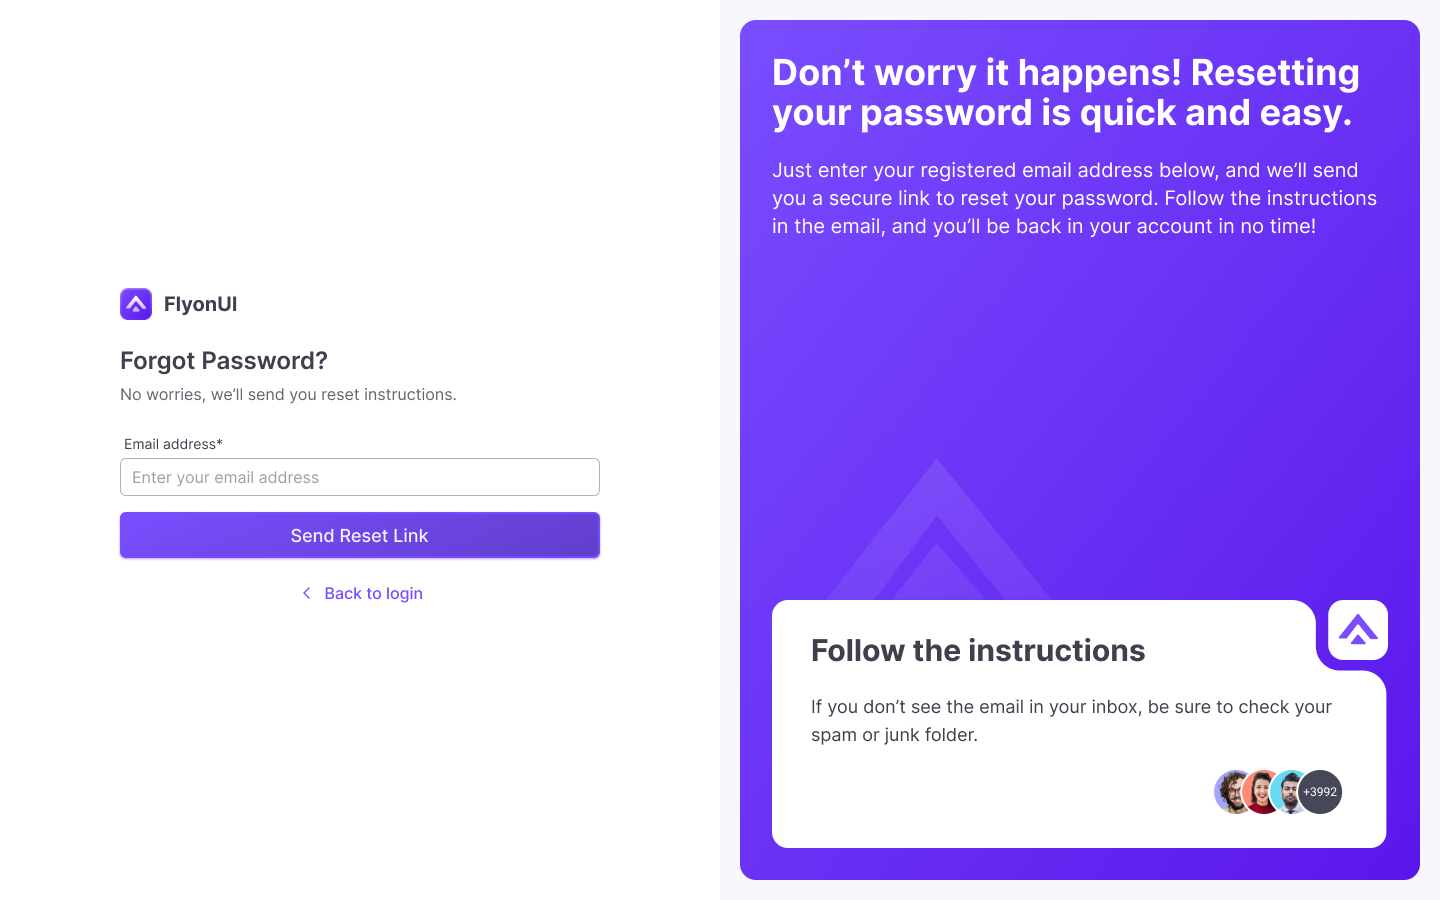 FlyonUI
Forgot Password?
No worries, we’ll send you reset instructions.
Email address*
Enter your email address
Send Reset Link
Back to login
Don’t worry it happens! Resetting
your password is quick and easy.
Just enter your registered email address below, and we’ll send
you a secure link to reset your password. Follow the instructions
in the email, and you’ll be back in your account in no time!
Follow the instructions
If you don’t see the email in your inbox, be sure to check your
spam or junk folder.
+3992